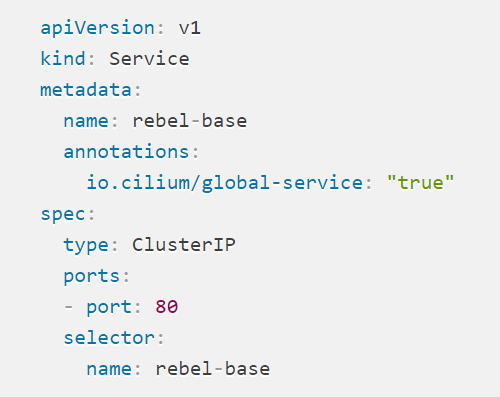 apiVersion: v1
kind: Service
metadata:
  name: rebel-base
  annotations:
    io.cilium/global-service: "true"
spec:
  type: ClusterIP
  ports:
  - port: 80
  selector:
    name: rebel-base